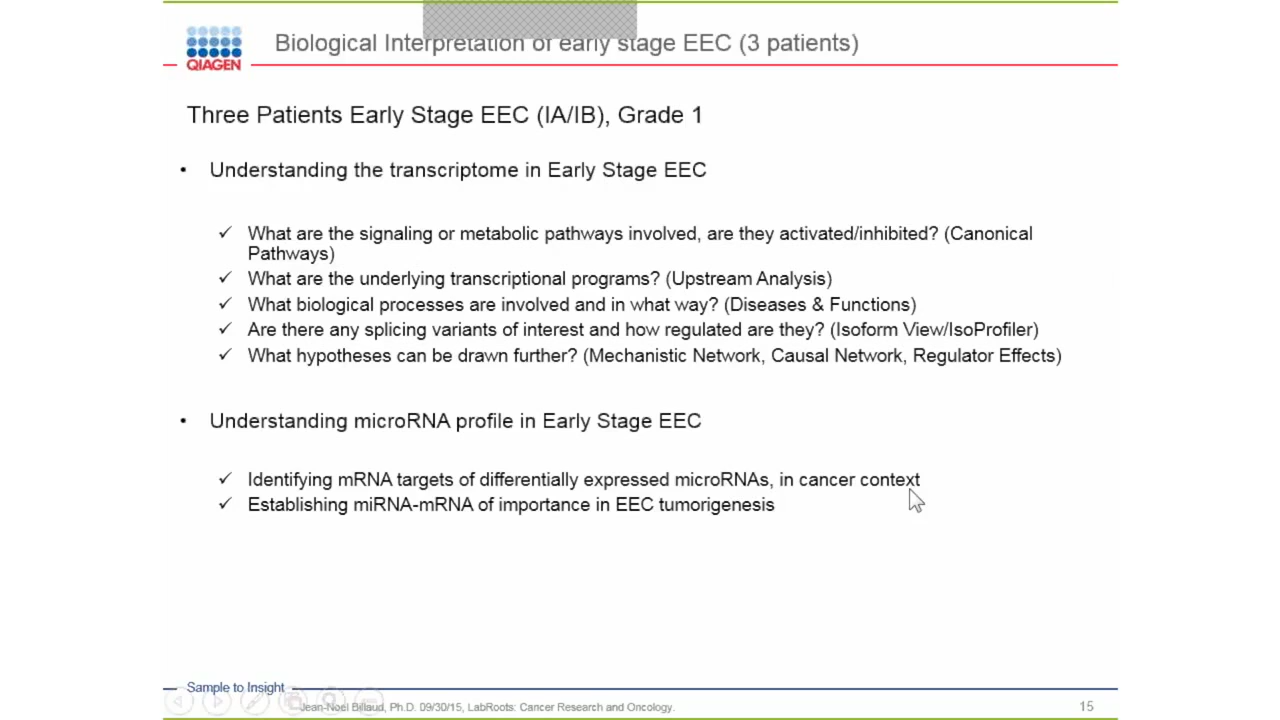 Biological Interpretation of early stage EEC (3 patients)
QIAGEN
Three Patients Early Stage EEC (IA/IB), Grade 1
• Understanding the transcriptome in Early Stage EEC
✓ What are the signaling or metabolic pathways involved, are they activated/inhibited? (Canonical
Pathways)
✓ What are the underlying transcriptional programs? (Upstream Analysis)
✓ What biological processes are involved and in what way? (Diseases & Functions)
✓ Are there any splicing variants of interest and how regulated are they? (Isoform View/IsoProfiler)
✓ What hypotheses can be drawn further? (Mechanistic Network, Causal Network, Regulator Effects)
• Understanding microRNA profile in Early Stage EEC
✓ Identifying mRNA targets of differentially expressed microRNAs, in cancer context
✓ Establishing miRNA-mRNA of importance in EEC tumorigenesis
Sample to Insight
Jean-Noel Billaud, Ph.D. 09/30/15, LabRoots: Cancer Research and Oncology.
15